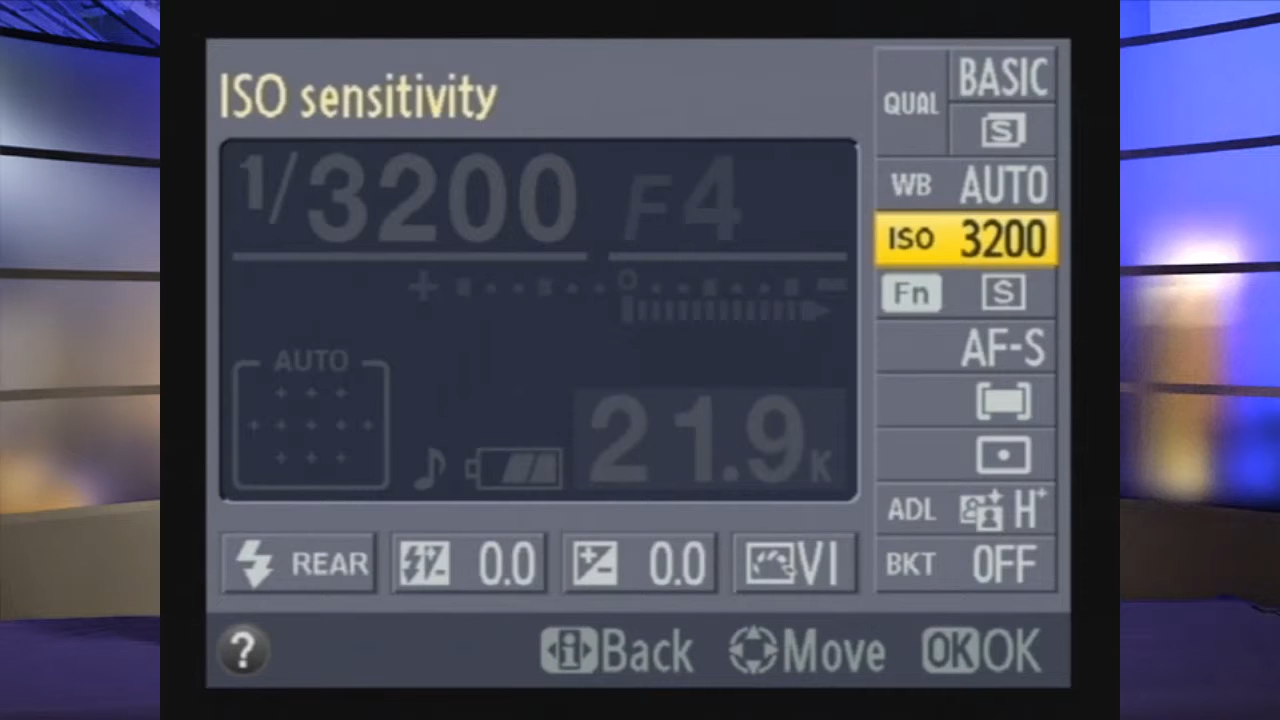 ISO sensitivity
1/3200 F4
AUTO
21.9K
QUAL BASIC
S
WB AUTO
ISO 3200
Fn S
AF-S
ADL H+
BKT OFF
REAR
0.0
0.0
VI
? i Back Move OK OK